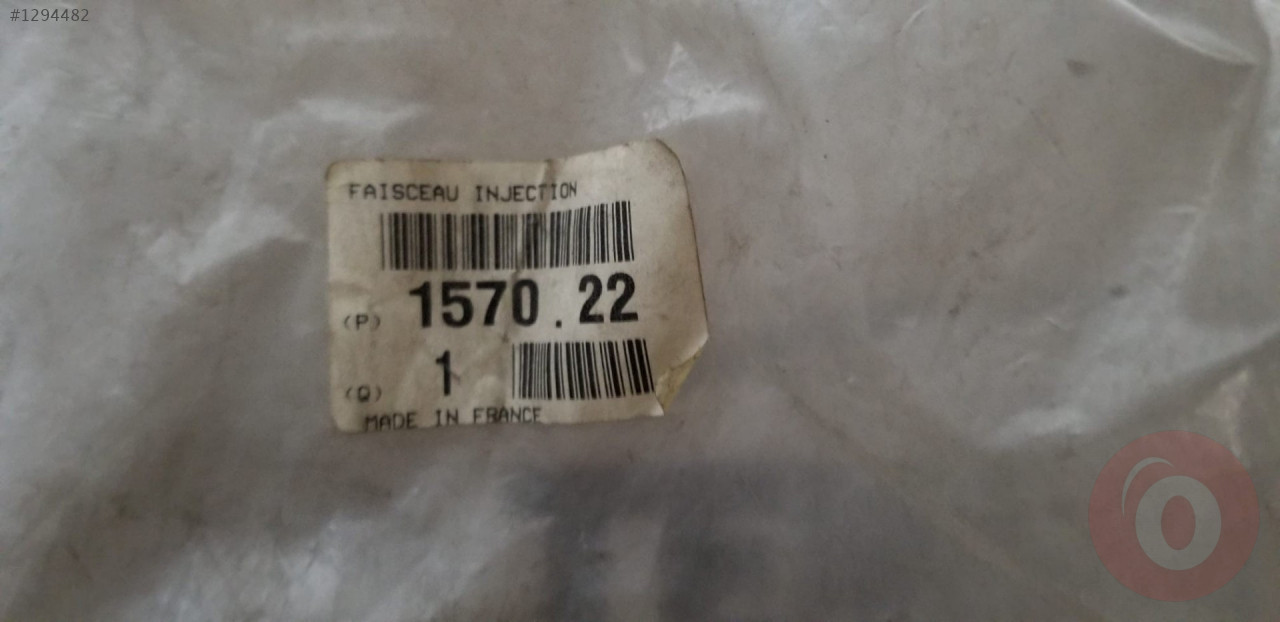 #1294482
FAISCEAU INJECTION
(P) 1570.22
(Q) 1
MADE IN FRANCE
O